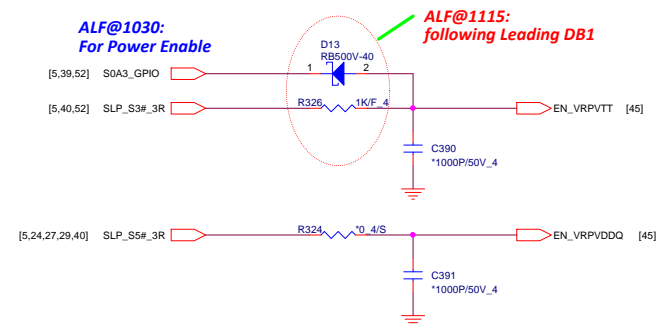 ALF@1030:
For Power Enable
ALF@1115:
following Leading DB1
D13
RB500V-40
1 2
[5,39,52] S0A3_GPIO
[5,40,52] SLP_S3#_3R
R326 1K/F_4
EN_VRPVTT [45]
C390
*1000P/50V_4
[5,24,27,29,40] SLP_S5#_3R
R324 *0_4/S
EN_VRPVDDQ [45]
C391
*1000P/50V_4